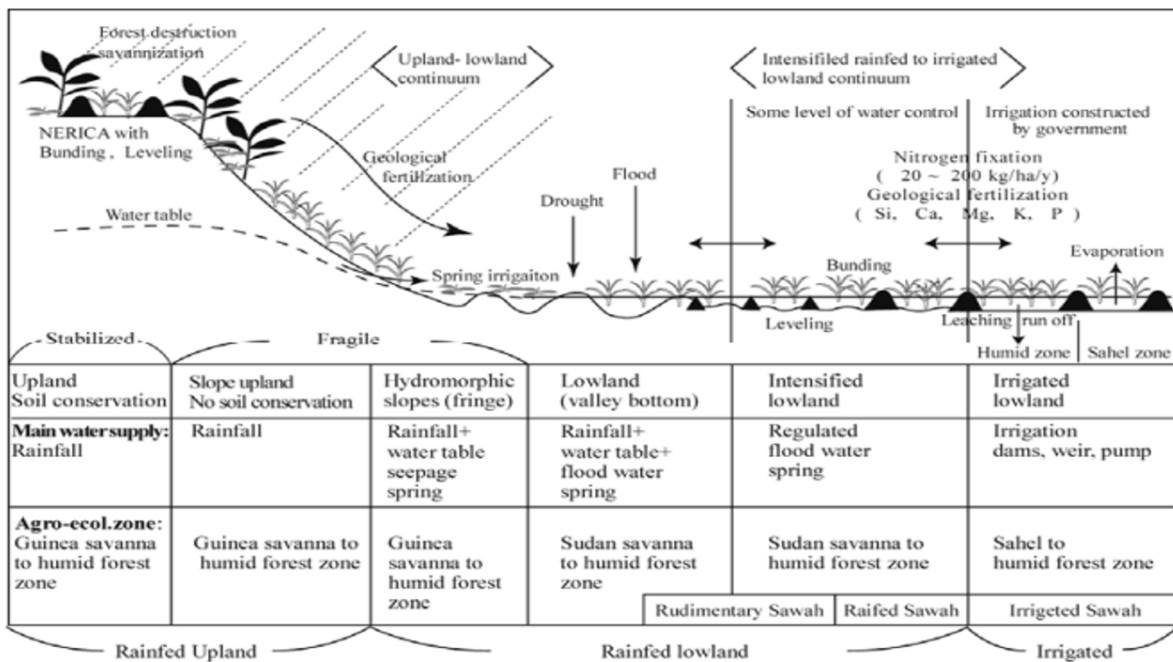 Forest destruction
savannization
Upland- lowland
continuum
Intensifiled rainfed to irrigated
lowland continuum
Some level of water control
Irrigation constructed
by government
NERICA with
Bunding, Leveling
Geological
fertillzation
Nitrogen fixation
( 20 ~ 200 kg/ha/y)
Geological fertilization
( Si, Ca, Mg, K, P )
Flood
Drought
Water table
Spring irrigaiton
Bunding
Evaporation
Leveling
Leaching run off
Humid zone
Sahel zone
Stabilized
Fragile
Upland
Soil conservation
Slope upland
No soil conservation
Hydromorphic
slopes (fringe)
Lowland
(valley bottom)
Intensified
lowland
Irrigated
lowland
Main water supply:
Rainfall
Rainfall
Rainfall+
water table
seepage
spring
Rainfall+
water table+
flood water
spring
Regulated
flood water
spring
Irrigation
dams, weir, pump
Agro-ecol.zone:
Guinea savanna
to humid forest
zone
Guinea savanna to
humid forest zone
Guinea
savanna to
humid forest
zone
Sudan savanna
to humid forest
zone
Sudan savanna to
humid forest zone
Sahel to
humid forest zone
Rudimentary Sawah
Raifed Sawah
Irrigeted Sawah
Rainfed Upland
Rainfed lowland
Irrigated